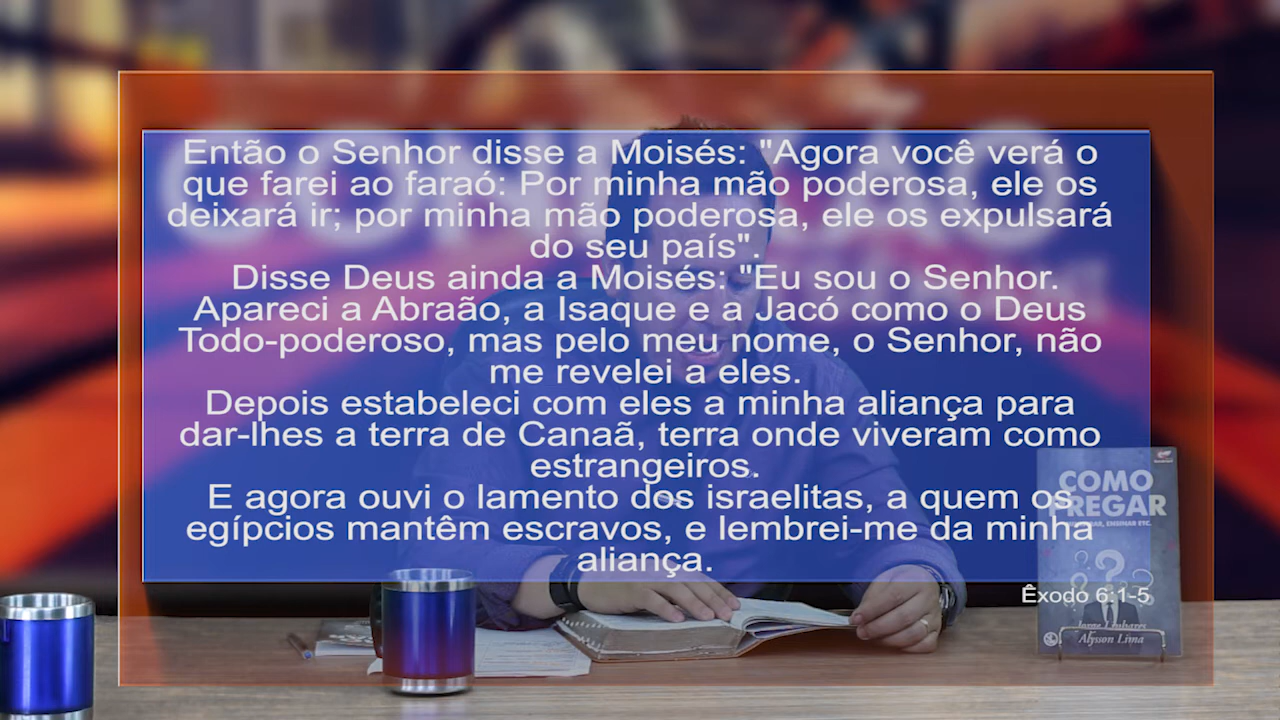 Então o Senhor disse a Moisés: "Agora você verá o
que farei ao faraó: Por minha mão poderosa, ele os
deixará ir; por minha mão poderosa, ele os expulsará
do seu país".
Disse Deus ainda a Moisés: "Eu sou o Senhor.
Apareci a Abraão, a Isaque e a Jacó como o Deus
Todo-poderoso, mas pelo meu nome, o Senhor, não
me revelei a eles.
Depois estabeleci com eles a minha aliança para
dar-lhes a terra de Canaã, terra onde viveram como
estrangeiros.
E agora ouvi o lamento dos israelitas, a quem os
egípcios mantêm escravos, e lembrei-me da minha
aliança.
Êxodo 6:1-5
COMO
PREGAR
ENSINAR ETC.
Jorge Linhares
Alysson Lima